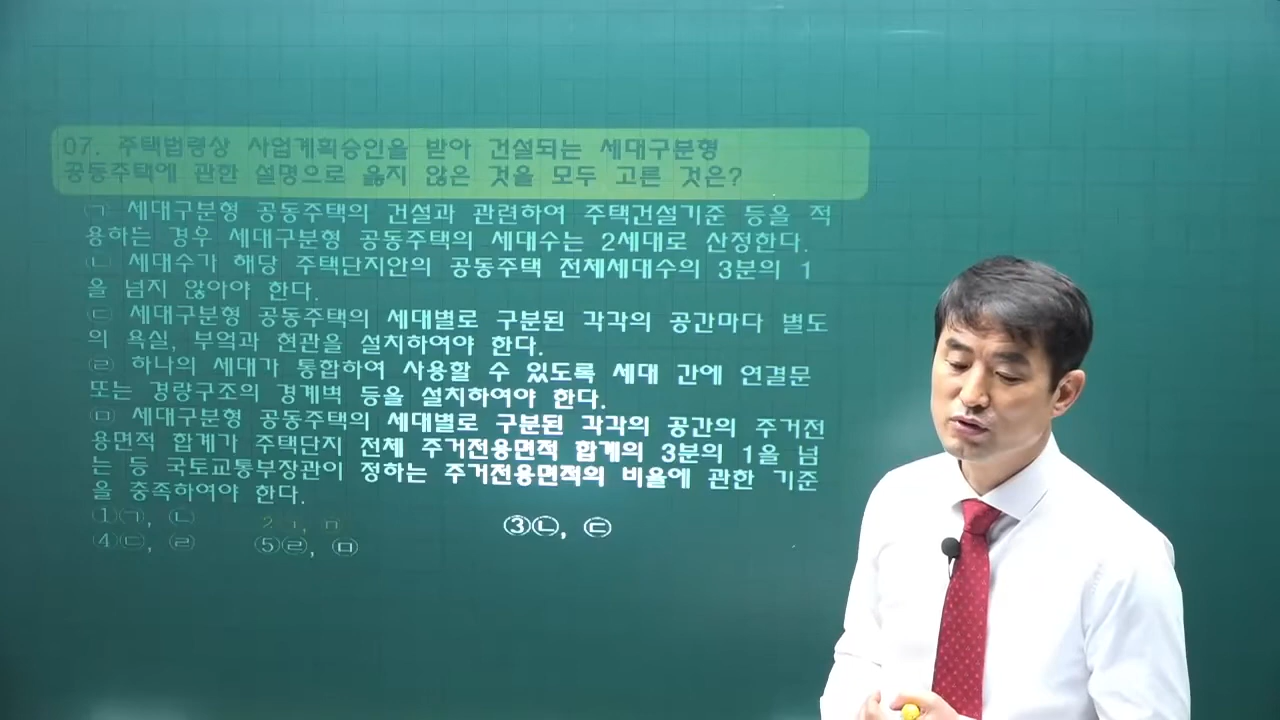 07. 주택법령상 사업계획승인을 받아 건설되는 세대구분형
공동주택에 관한 설명으로 옳지 않은 것을 모두 고른 것은?
㉠ 세대구분형 공동주택의 건설과 관련하여 주택건설기준 등을 적
용하는 경우 세대구분형 공동주택의 세대수는 2세대로 산정한다.
㉡ 세대수가 해당 주택단지안의 공동주택 전체세대수의 3분의 1
을 넘지 않아야 한다.
㉢ 세대구분형 공동주택의 세대별로 구분된 각각의 공간마다 별도
의 욕실, 부엌과 현관을 설치하여야 한다.
㉣ 하나의 세대가 통합하여 사용할 수 있도록 세대 간에 연결문
또는 경량구조의 경계벽 등을 설치하여야 한다.
㉤ 세대구분형 공동주택의 세대별로 구분된 각각의 공간의 주거전
용면적 합계가 주택단지 전체 주거전용면적 합계의 3분의 1을 넘
는 등 국토교통부장관이 정하는 주거전용면적의 비율에 관한 기준
을 충족하여야 한다.
①㉠, ㉡ ③㉡, ㉢
④㉢, ㉣ ⑤㉣, ㉤